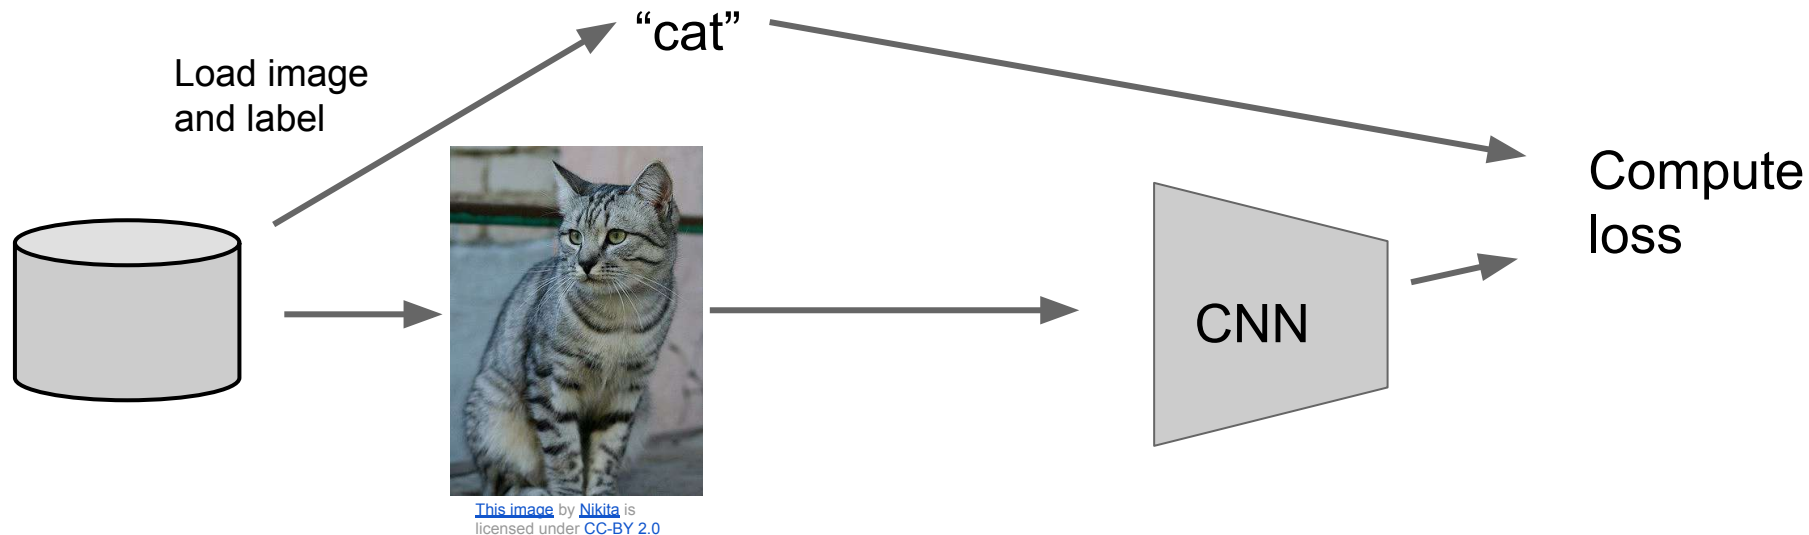 “cat”
Load image
and label
Compute
loss
CNN
This image by Nikita is
licensed under CC-BY 2.0